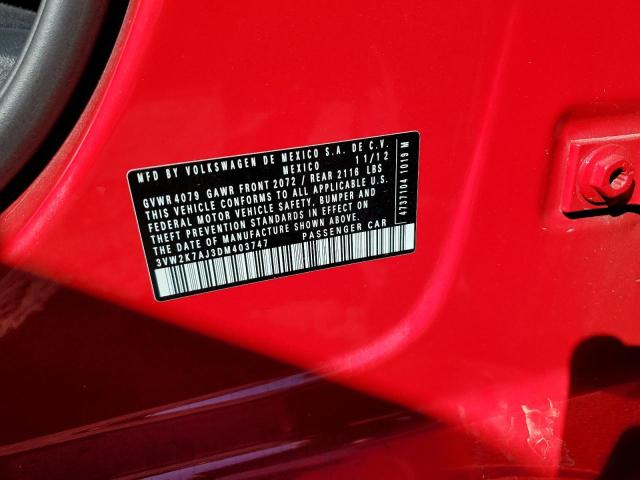 MFD BY VOLKSWAGEN DE MEXICO S.A. DE C.V.
MEXICO 11/12
GVWR 4079 GAWR FRONT 2072 / REAR 2116 LBS
THIS VEHICLE CONFORMS TO ALL APPLICABLE U.S.
FEDERAL MOTOR VEHICLE SAFETY, BUMPER AND
THEFT PREVENTION STANDARDS IN EFFECT ON
THE DATE OF MANUFACTURE SHOWN ABOVE.
3VW2K7AJ3DM403747 PASSENGER CAR
4737104 1019 M